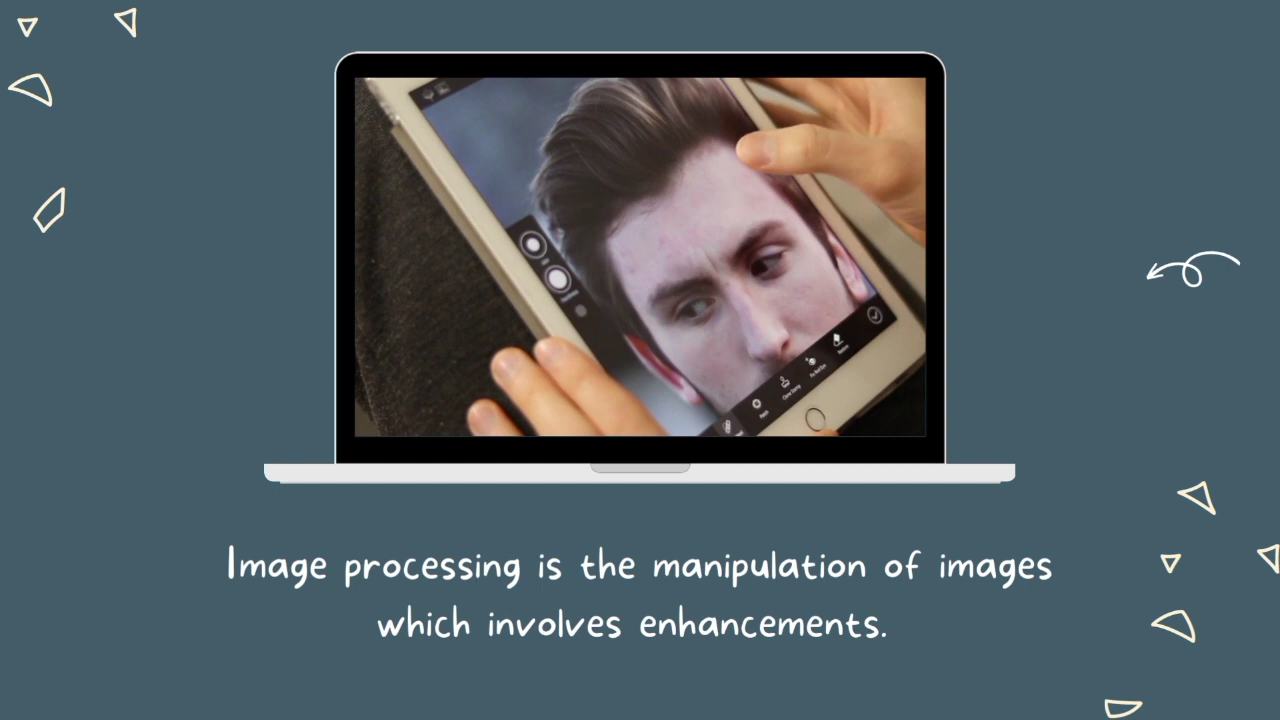 Image processing is the manipulation of images
which involves enhancements.